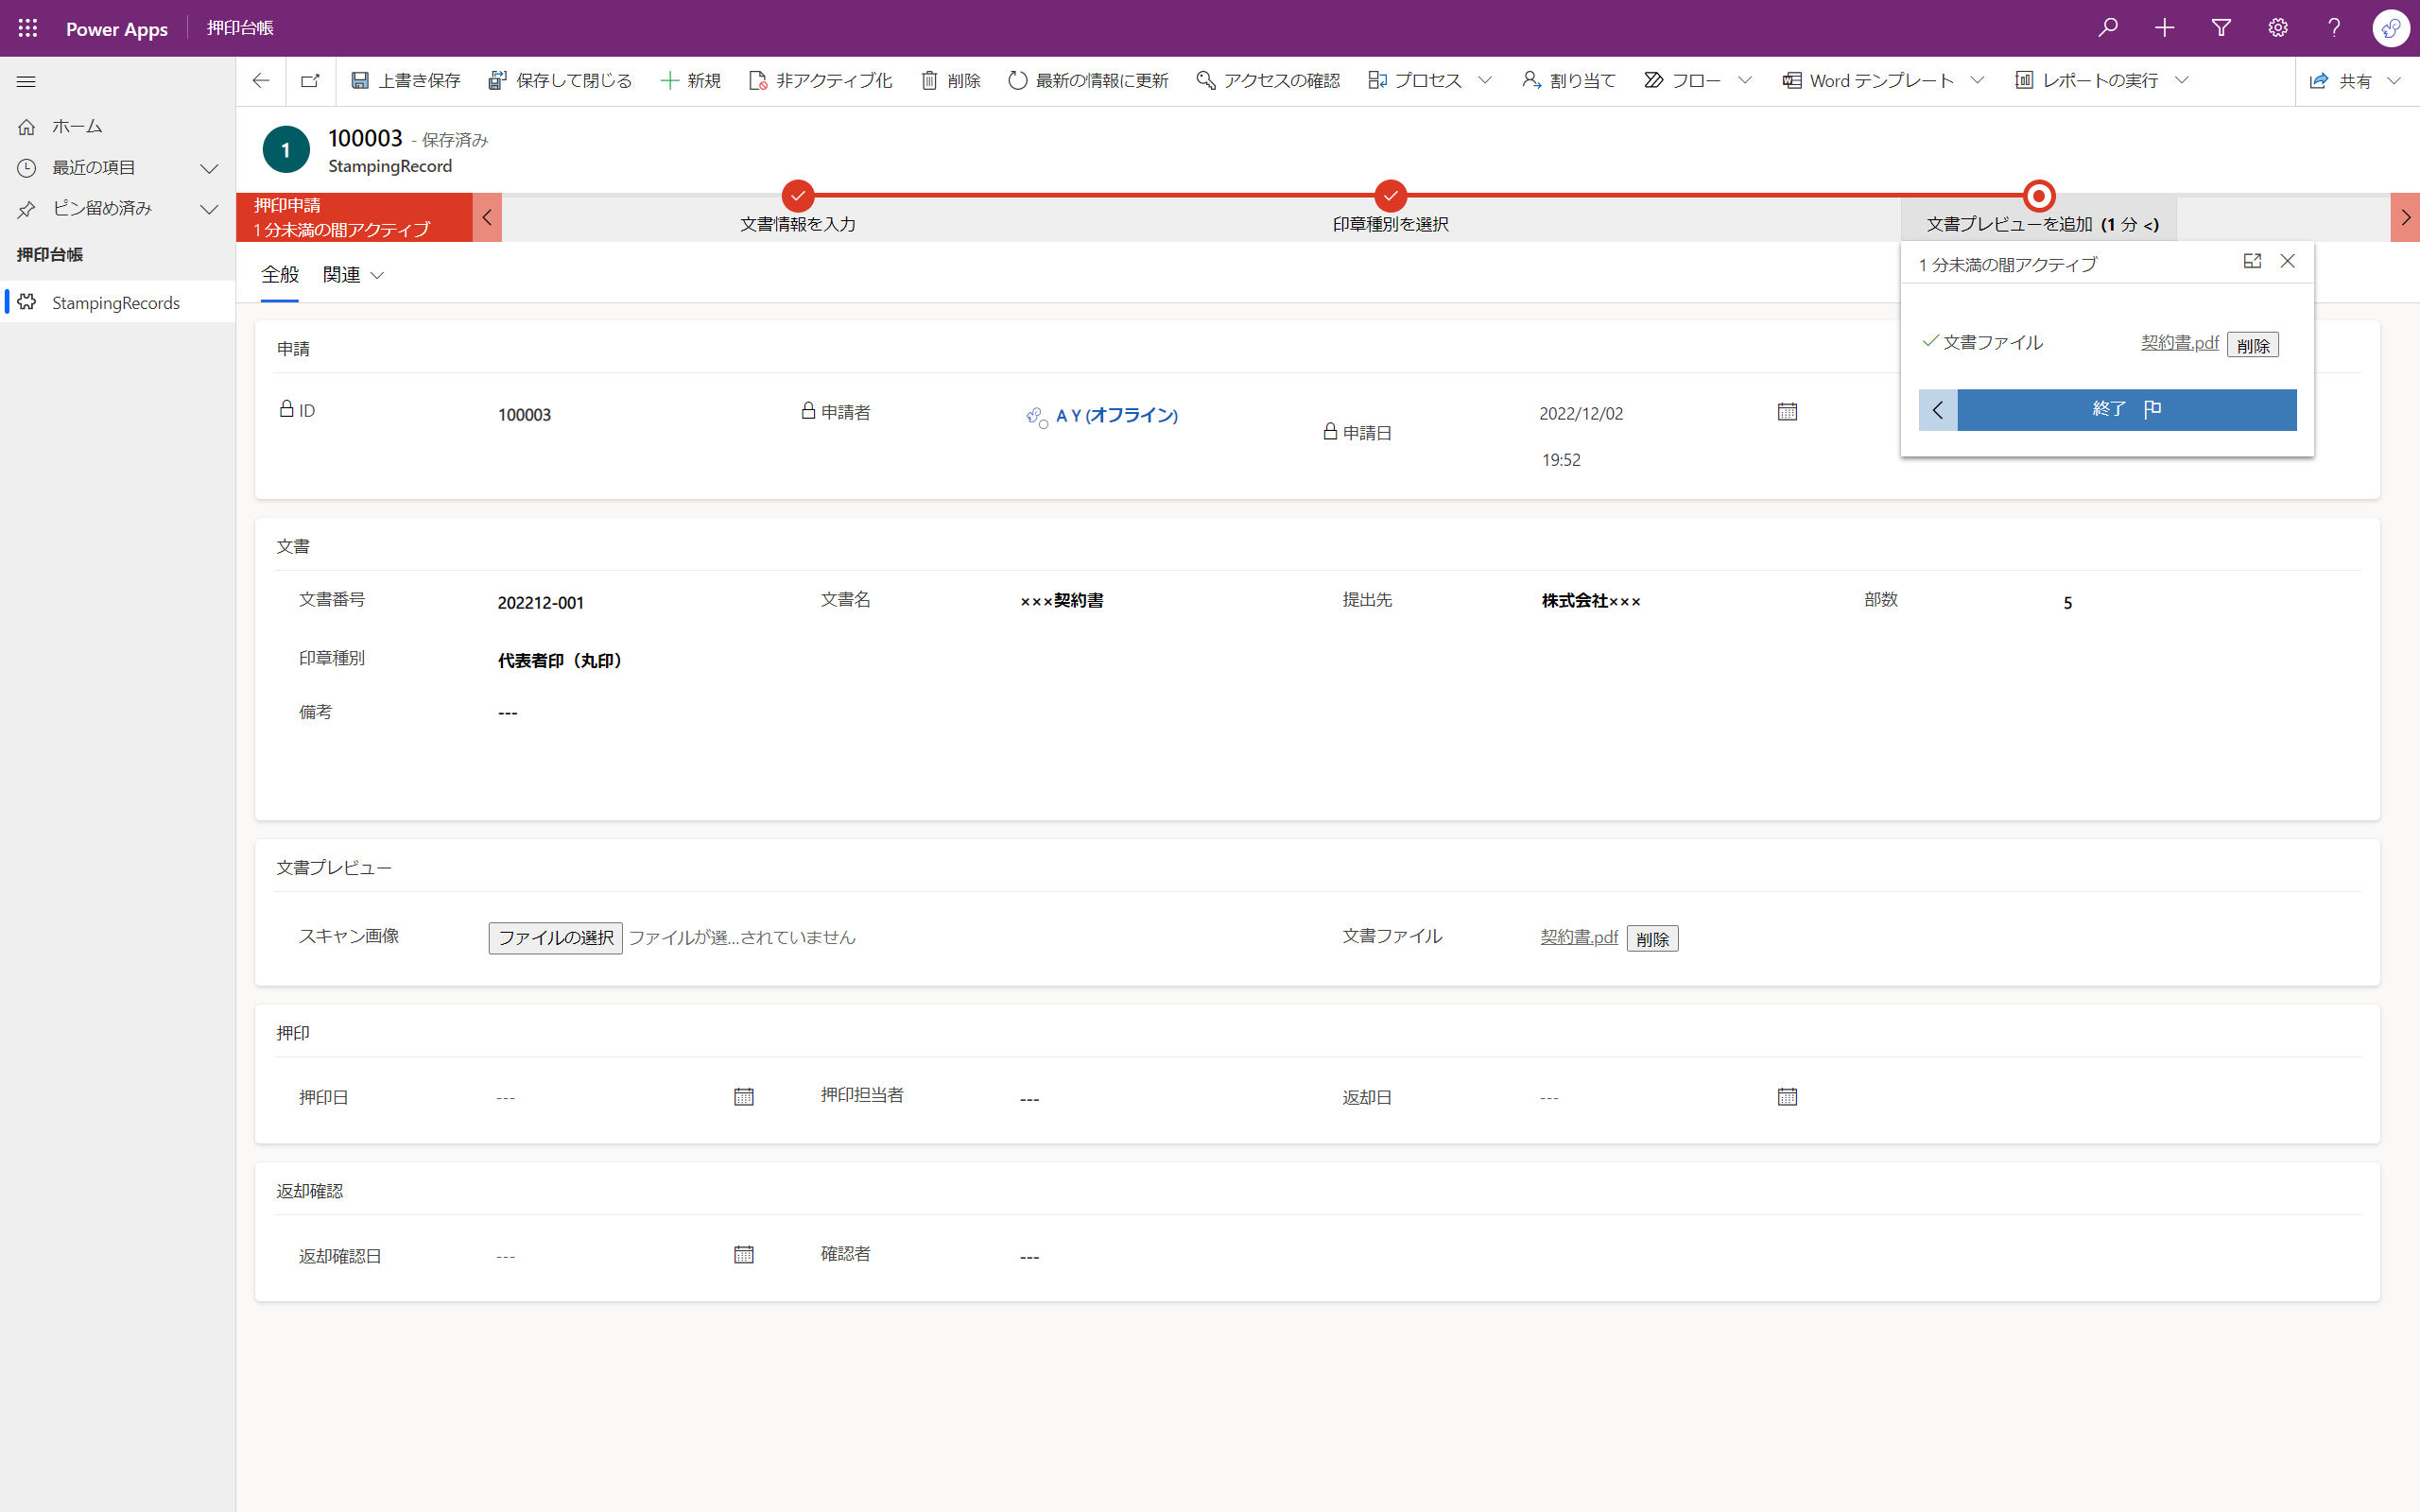 Power Apps 押印台帳
上書き保存 保存して閉じる 新規 非アクティブ化 削除 最新の情報に更新 アクセスの確認 プロセス 割り当て フロー Word テンプレート レポートの実行 共有
ホーム
最近の項目
ピン留め済み
押印台帳
StampingRecords
1
100003 - 保存済み
StampingRecord
押印申請
1 分未満の間アクティブ
文書情報を入力
印章種別を選択
文書プレビューを追加 (1 分 <)
1 分未満の間アクティブ
文書ファイル 契約書.pdf 削除
終了
全般 関連
申請
ID 100003 申請者 A Y (オフライン) 申請日 2022/12/02
19:52
文書
文書番号 202212-001 文書名 ×××契約書 提出先 株式会社××× 部数 5
印章種別 代表者印（丸印）
備考 ---
文書プレビュー
スキャン画像 ファイルの選択 ファイルが選...されていません 文書ファイル 契約書.pdf 削除
押印
押印日 --- 押印担当者 --- 返却日 ---
返却確認
返却確認日 --- 確認者 ---